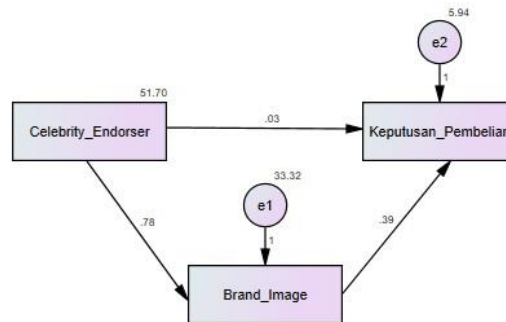 5.94
e2
51.70
1
Celebrity_Endorser
.03
Keputusan_Pembelian
33.32
e1
.78
.39
1
Brand_Image